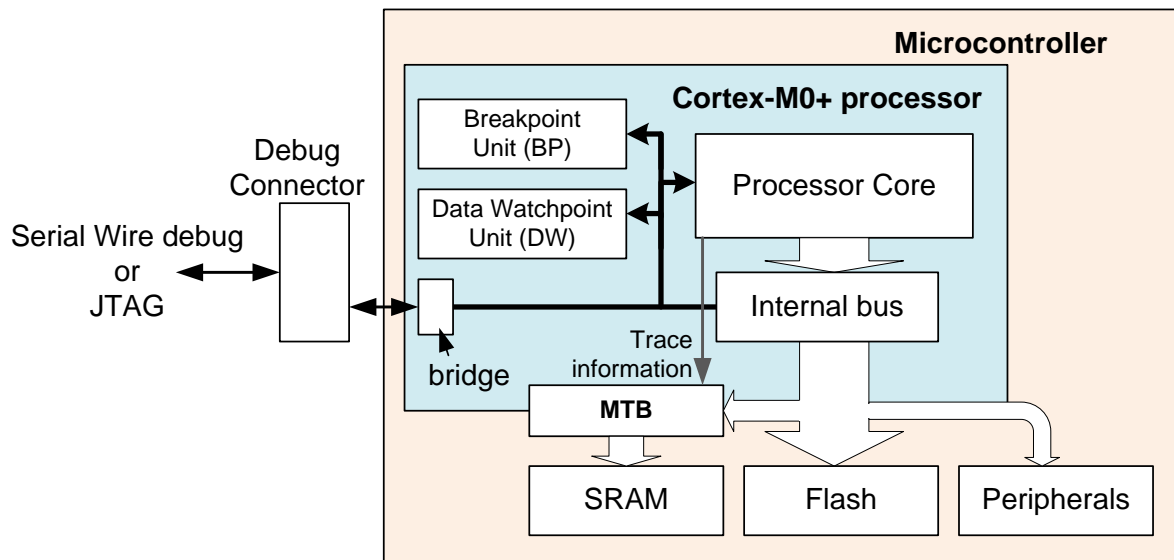 Microcontroller
Cortex-M0+ processor
Breakpoint
Unit (BP)
Debug
Connector
Processor Core
Data Watchpoint
Unit (DW)
Serial Wire debug
or
JTAG
Internal bus
bridge
Trace
information
MTB
SRAM
Flash
Peripherals